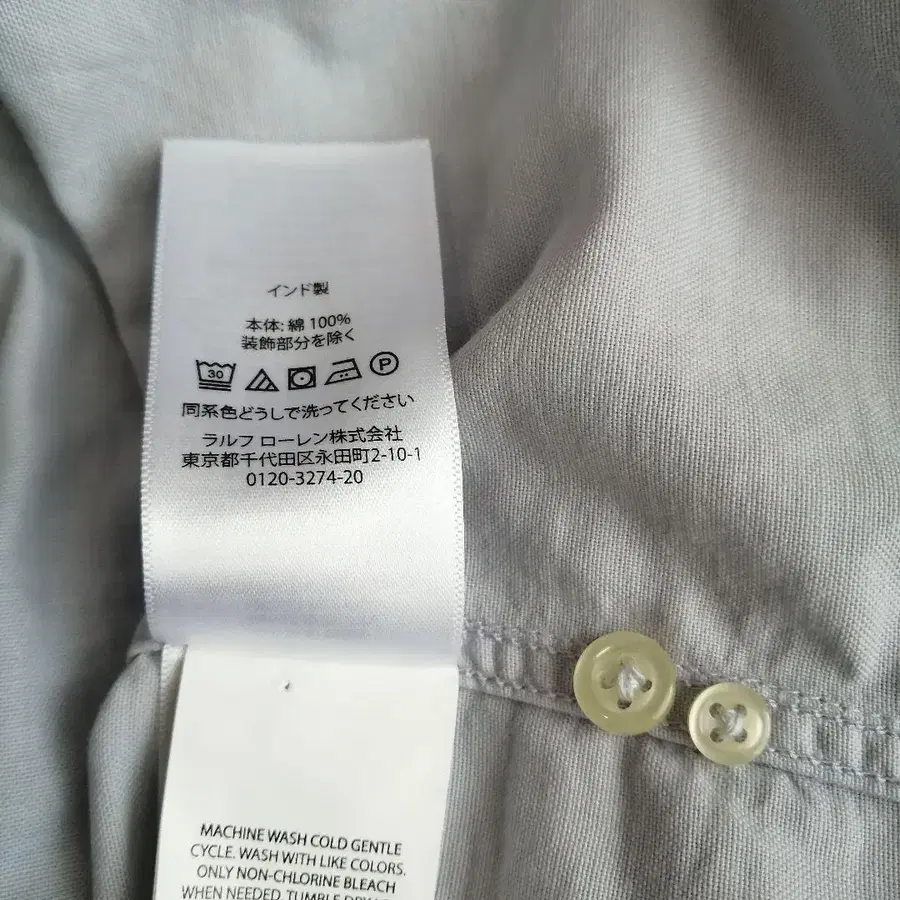 インド製
本体: 綿 100%
装飾部分を除く
30 P
同系色どうしで洗ってください
ラルフ ローレン株式会社
東京都千代田区永田町2-10-1
0120-3274-20
MACHINE WASH COLD GENTLE
CYCLE. WASH WITH LIKE COLORS.
ONLY NON-CHLORINE BLEACH
WHEN NEEDED. TUMBLE DRY